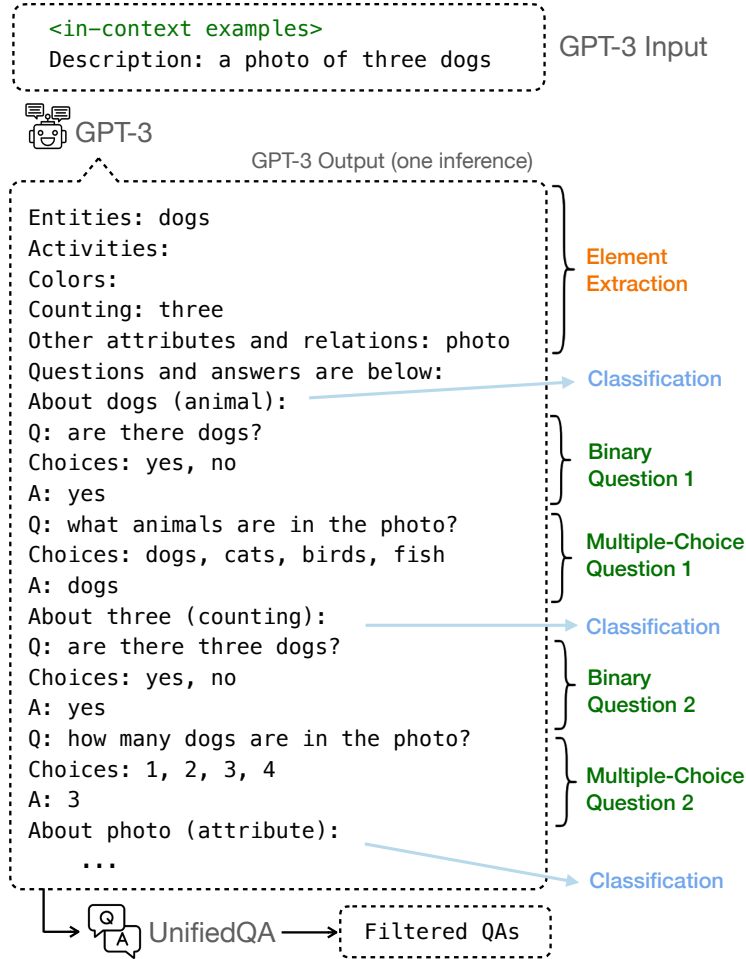 <in-context examples>
Description: a photo of three dogs
GPT-3 Input
GPT-3
GPT-3 Output (one inference)
Entities: dogs
Activities:
Colors:
Counting: three
Other attributes and relations: photo
Element
Extraction
Questions and answers are below:
About dogs (animal):
Classification
Q: are there dogs?
Choices: yes, no
A: yes
Binary
Question 1
Q: what animals are in the photo?
Choices: dogs, cats, birds, fish
A: dogs
Multiple-Choice
Question 1
About three (counting):
Classification
Q: are there three dogs?
Choices: yes, no
A: yes
Binary
Question 2
Q: how many dogs are in the photo?
Choices: 1, 2, 3, 4
A: 3
Multiple-Choice
Question 2
About photo (attribute):
...
Classification
Q
A
UnifiedQA
Filtered QAs